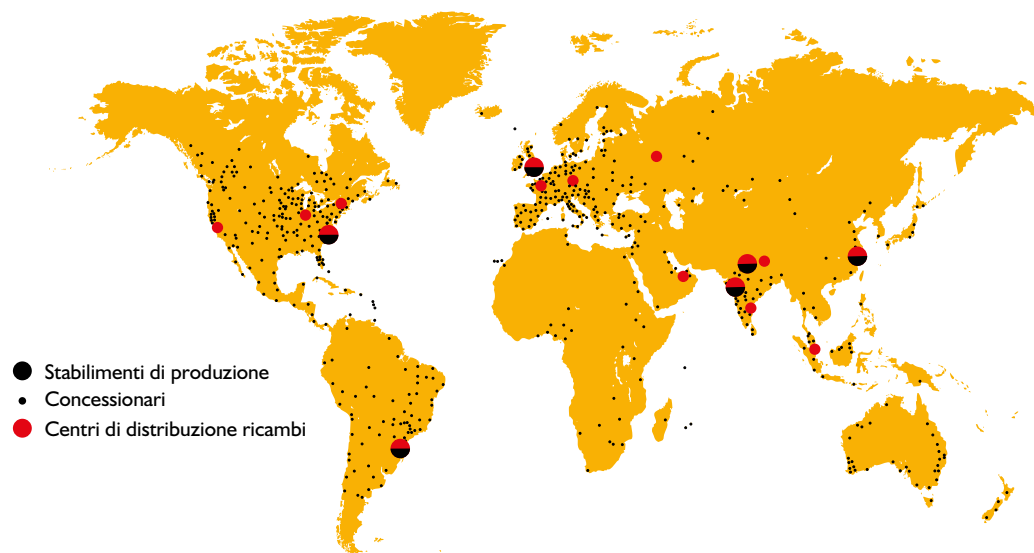 Stabilimenti di produzione
Concessionari
Centri di distribuzione ricambi